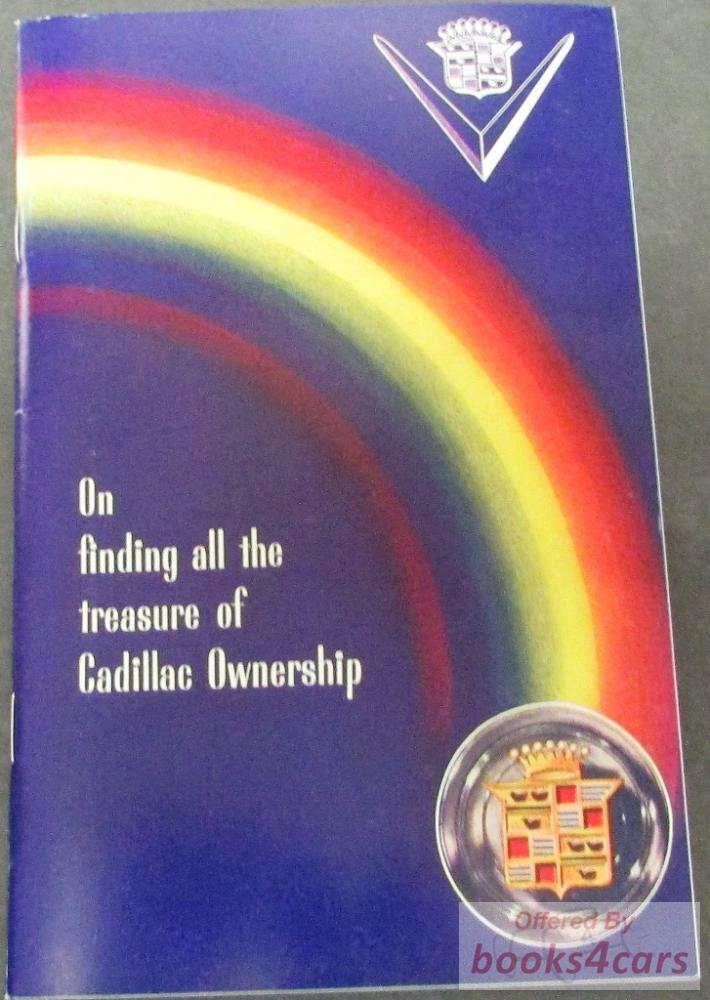 On
finding all the
treasure of
Cadillac Ownership
Offered By
books4cars